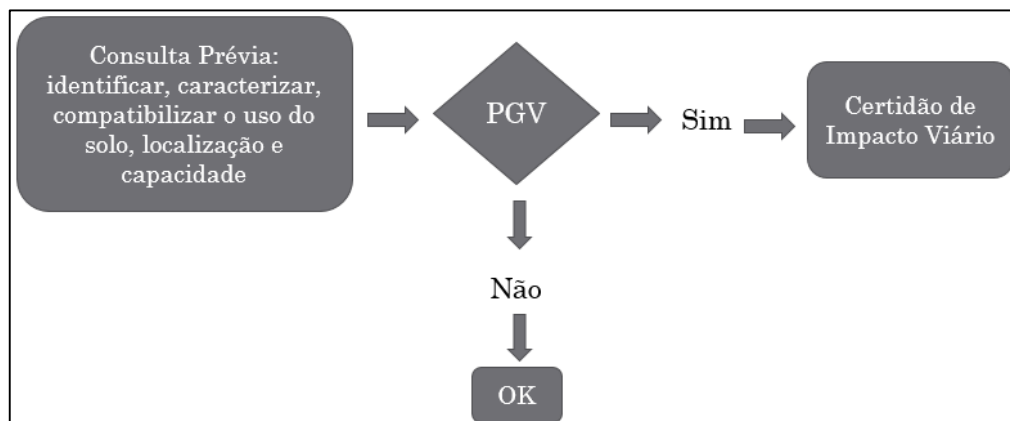 Consulta Prévia:
identificar, caracterizar,
compatibilizar o uso do
solo, localização e
capacidade
PGV
Sim
Certidão de
Impacto Viário
Não
OK